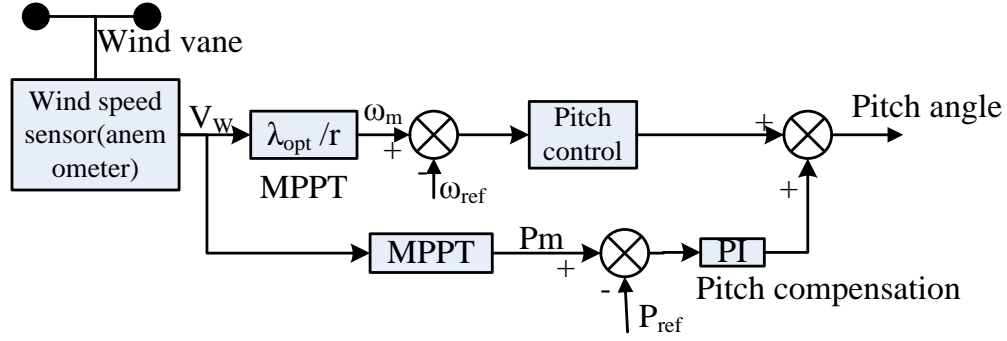 Wind vane
Wind speed
sensor(anem
ometer)
V_W
λ_opt /r
MPPT
ω_m
+
-
ω_ref
Pitch
control
+
+
Pitch angle
MPPT
Pm
+
-
P_ref
PI
Pitch compensation